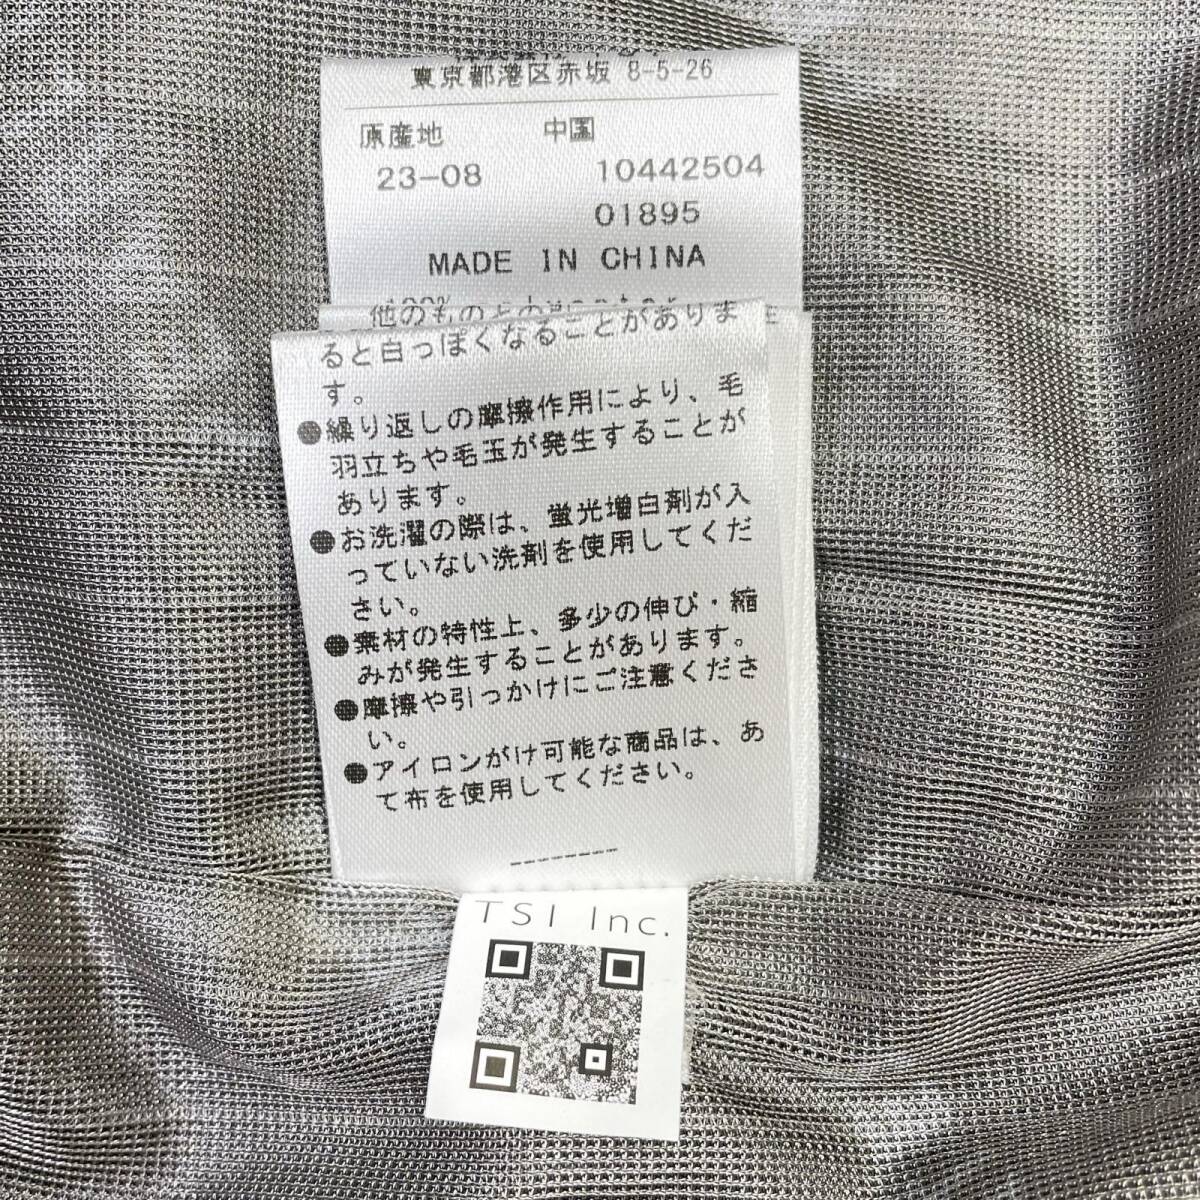 東京都港区赤坂 8-5-26
原産地 中国
23-08 10442504
01895
MADE IN CHINA
他のものとの
ると白っぽくなることがありま
す。
●繰り返しの摩擦作用により、毛
羽立ちや毛玉が発生することが
あります。
●お洗濯の際は、蛍光増白剤が入
っていない洗剤を使用してくだ
さい。
●素材の特性上、多少の伸び・縮
みが発生することがあります。
●摩擦や引っかけにご注意くださ
い。
●アイロンがけ可能な商品は、あ
て布を使用してください。
--------
TSI Inc.